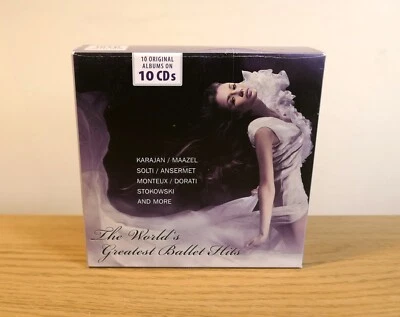 10 ORIGINAL
ALBUMS ON
10 CDs
KARAJAN / MAAZEL
SOLTI / ANSERMET
MONTEUX / DORATI
STOKOWSKI
AND MORE
The World's
Greatest Ballet Hits